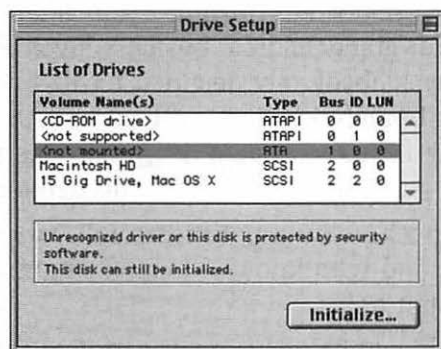 Drive Setup
List of Drives
Volume Name(s) Type Bus ID LUN
<CD-ROM drive> ATAPI 0 0 0
<not supported> ATAPI 0 1 0
<not mounted> ATA 1 0 0
Macintosh HD SCSI 2 0 0
15 Gig Drive, Mac OS X SCSI 2 2 0
Unrecognized driver or this disk is protected by security
software.
This disk can still be initialized.
Initialize...